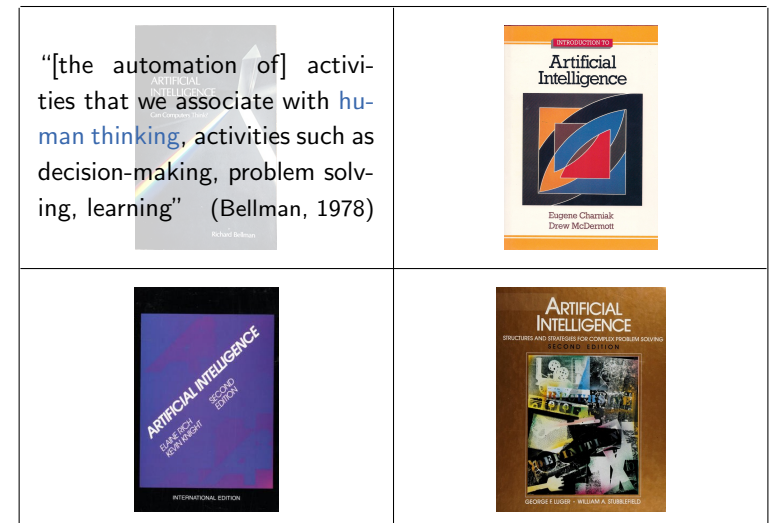 “[the automation of] activi-
ties that we associate with hu-
man thinking, activities such as
decision-making, problem solv-
ing, learning” (Bellman, 1978)
ARTIFICIAL
INTELLIGENCE
Can Computers Think?
Richard Bellman
INTRODUCTION TO
Artificial
Intelligence
Eugene Charniak
Drew McDermott
ARTIFICIAL INTELLIGENCE
SECOND
EDITION
ELAINE RICH
KEVIN KNIGHT
INTERNATIONAL EDITION
ARTIFICIAL
INTELLIGENCE
STRUCTURES AND STRATEGIES FOR COMPLEX PROBLEM SOLVING
SECOND EDITION
GEORGE F. LUGER - WILLIAM A. STUBBLEFIELD